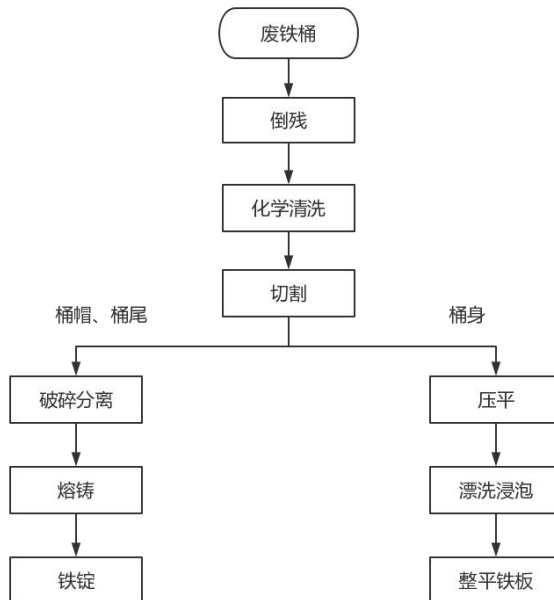 废铁桶
倒残
化学清洗
切割
桶帽、桶尾
桶身
破碎分离
压平
熔铸
漂洗浸泡
铁锭
整平铁板